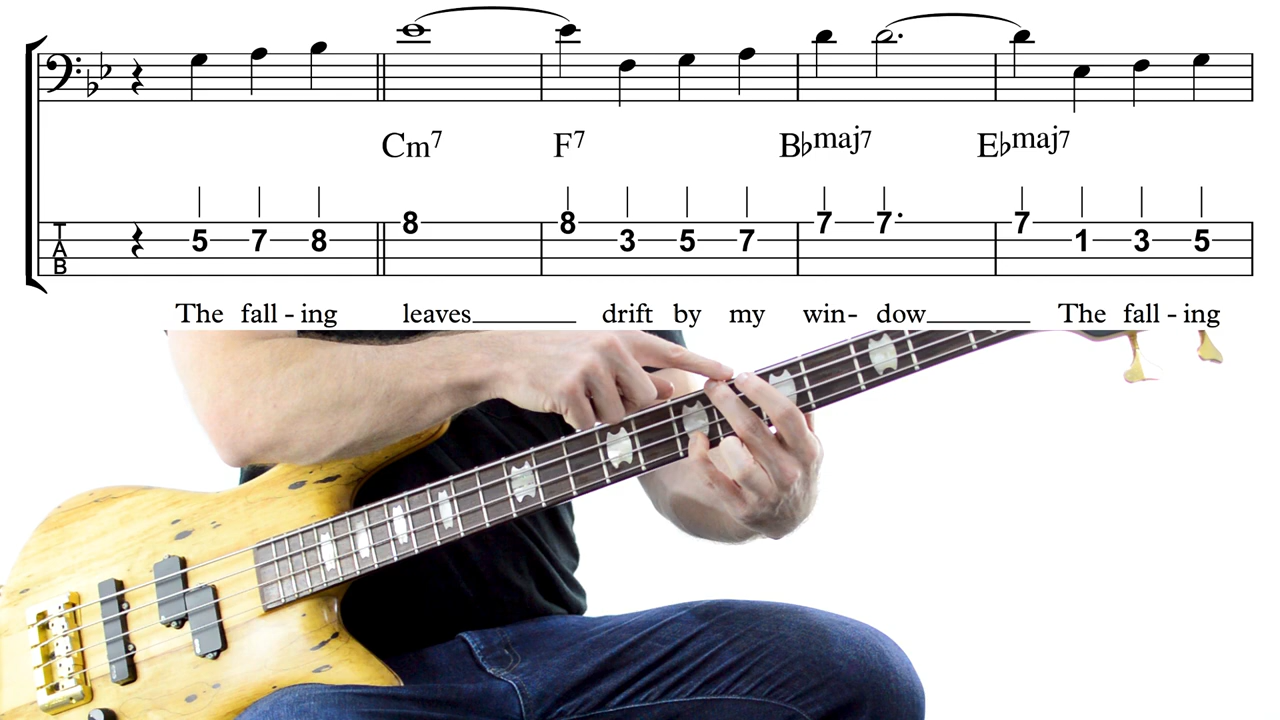 Cm7 F7 B♭maj7 E♭maj7
T 5 7 8 8 8 3 5 7 7 7. 7 1 3 5
A
B
The fall - ing leaves drift by my win- dow The fall - ing